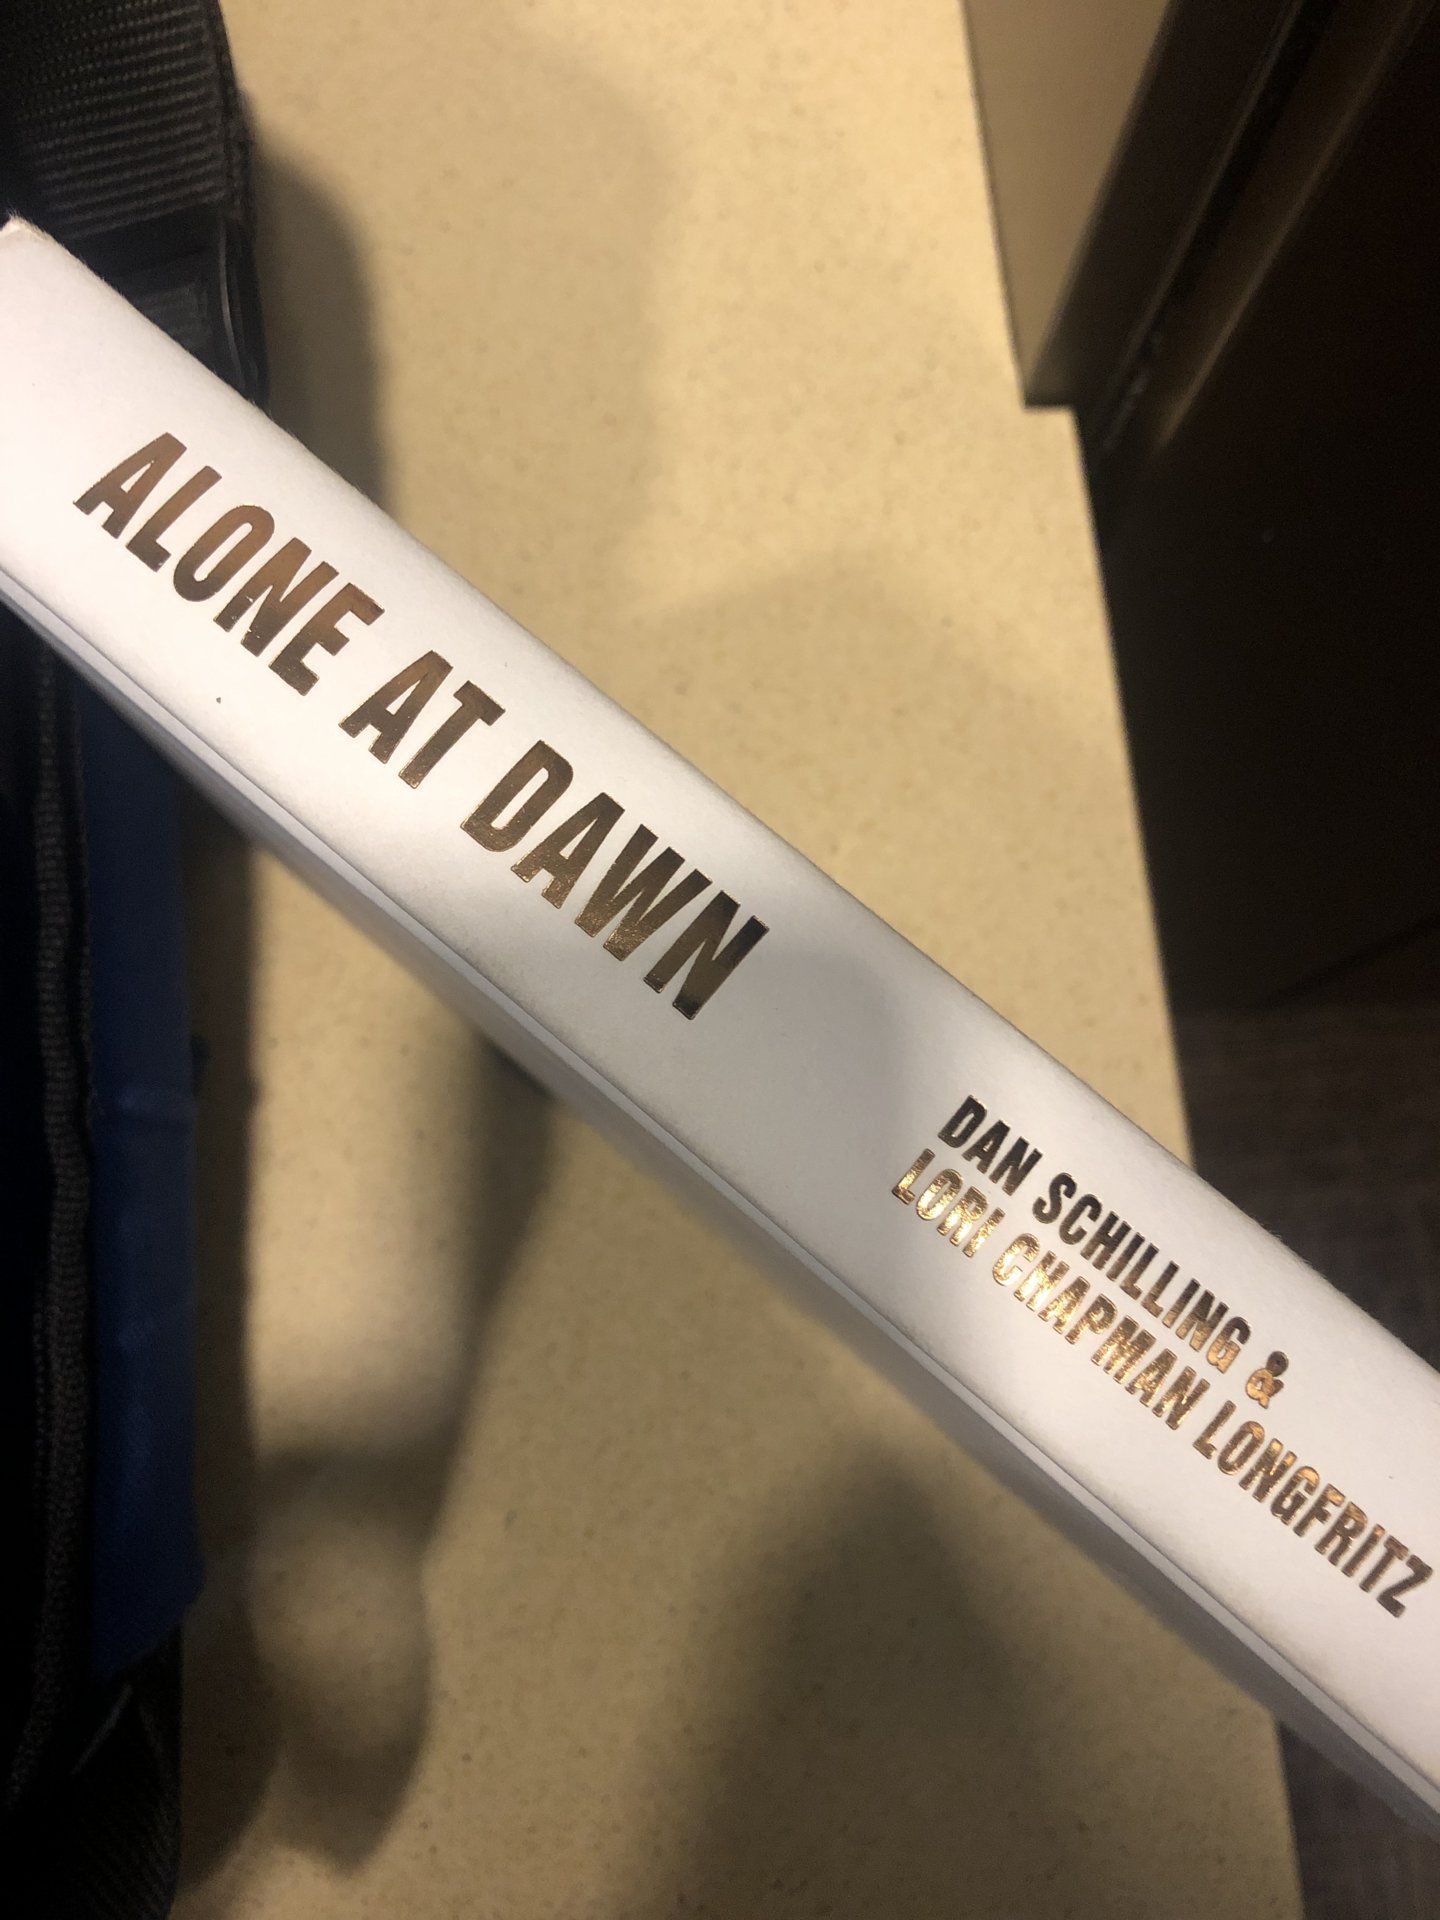 ALONE AT DAWN
DAN SCHILLING &
LORI CHAPMAN LONGFRITZ